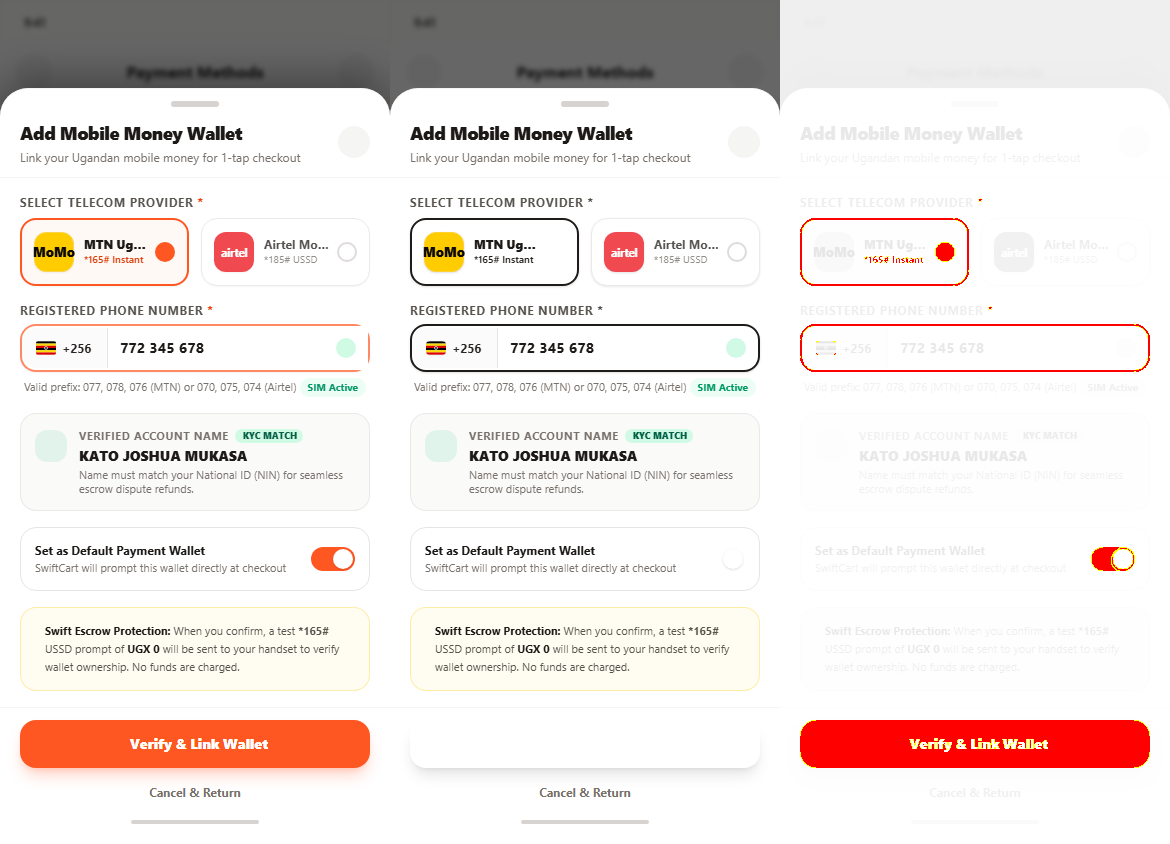 9:41
Payment Methods
Add Mobile Money Wallet
Link your Ugandan mobile money for 1-tap checkout
SELECT TELECOM PROVIDER *
MoMo
MTN Ug...
*165# Instant
airtel
Airtel Mo...
*185# USSD
REGISTERED PHONE NUMBER *
+256
772 345 678
Valid prefix: 077, 078, 076 (MTN) or 070, 075, 074 (Airtel)
SIM Active
VERIFIED ACCOUNT NAME
KYC MATCH
KATO JOSHUA MUKASA
Name must match your National ID (NIN) for seamless
escrow dispute refunds.
Set as Default Payment Wallet
SwiftCart will prompt this wallet directly at checkout
Swift Escrow Protection: When you confirm, a test *165#
USSD prompt of UGX 0 will be sent to your handset to verify
wallet ownership. No funds are charged.
Verify & Link Wallet
Cancel & Return
9:41
Payment Methods
Add Mobile Money Wallet
Link your Ugandan mobile money for 1-tap checkout
SELECT TELECOM PROVIDER *
MoMo
MTN Ug...
*165# Instant
airtel
Airtel Mo...
*185# USSD
REGISTERED PHONE NUMBER *
+256
772 345 678
Valid prefix: 077, 078, 076 (MTN) or 070, 075, 074 (Airtel)
SIM Active
VERIFIED ACCOUNT NAME
KYC MATCH
KATO JOSHUA MUKASA
Name must match your National ID (NIN) for seamless
escrow dispute refunds.
Set as Default Payment Wallet
SwiftCart will prompt this wallet directly at checkout
Swift Escrow Protection: When you confirm, a test *165#
USSD prompt of UGX 0 will be sent to your handset to verify
wallet ownership. No funds are charged.
Cancel & Return
Payment Methods
Add Mobile Money Wallet
Link your Ugandan mobile money for 1-tap checkout
SELECT TELECOM PROVIDER *
MoMo
MTN Ug...
*165# Instant
airtel
Airtel Mo...
*185# USSD
REGISTERED PHONE NUMBER *
+256
772 345 678
Valid prefix: 077, 078, 076 (MTN) or 070, 075, 074 (Airtel)
SIM Active
VERIFIED ACCOUNT NAME
KYC MATCH
KATO JOSHUA MUKASA
Name must match your National ID (NIN) for seamless
escrow dispute refunds.
Set as Default Payment Wallet
SwiftCart will prompt this wallet directly at checkout
Swift Escrow Protection: When you confirm, a test *165#
USSD prompt of UGX 0 will be sent to your handset to verify
wallet ownership. No funds are charged.
Verify & Link Wallet
Cancel & Return